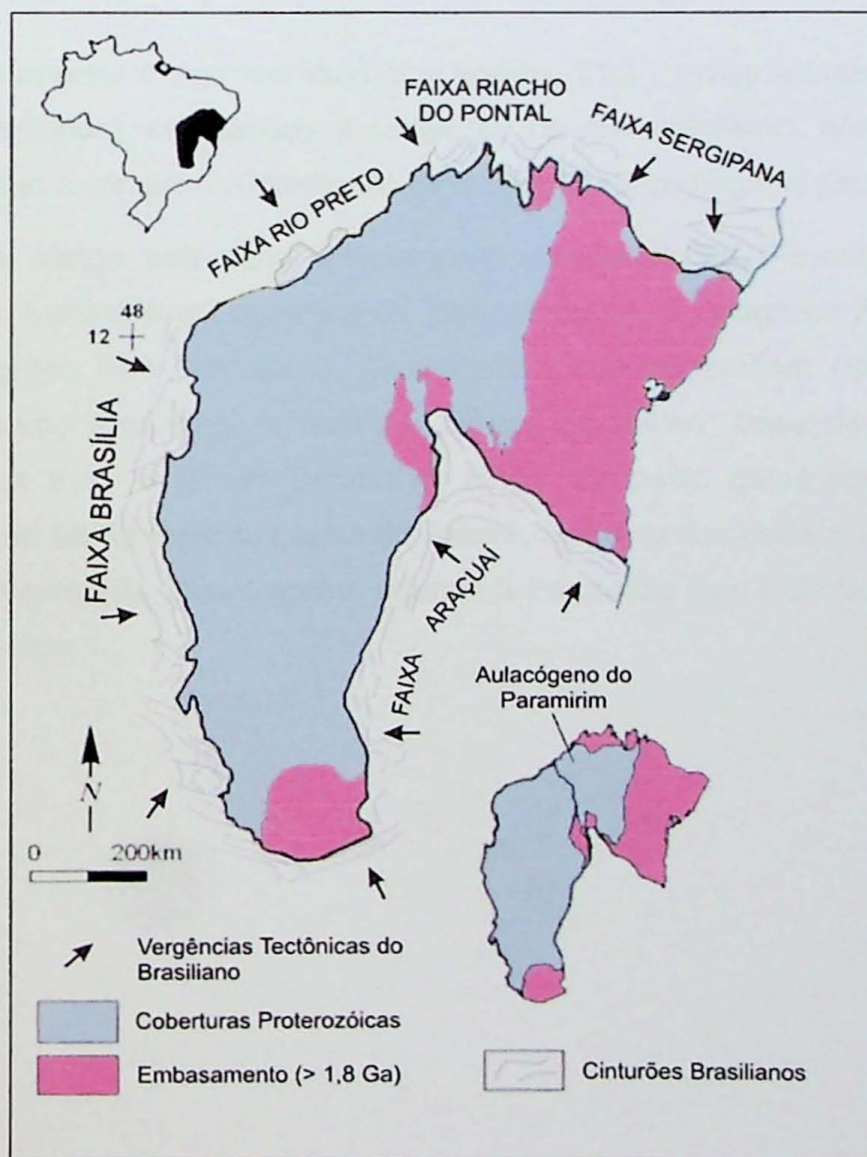 FAIXA RIACHO
DO PONTAL
FAIXA SERGIPANA
FAIXA RIO PRETO
48
12
FAIXA BRASÍLIA
FAIXA ARAÇUAÍ
Aulacógeno do
Paramirim
N
0 200km
Vergências Tectônicas do
Brasiliano
Coberturas Proterozóicas
Embasamento (> 1,8 Ga)
Cinturões Brasilianos